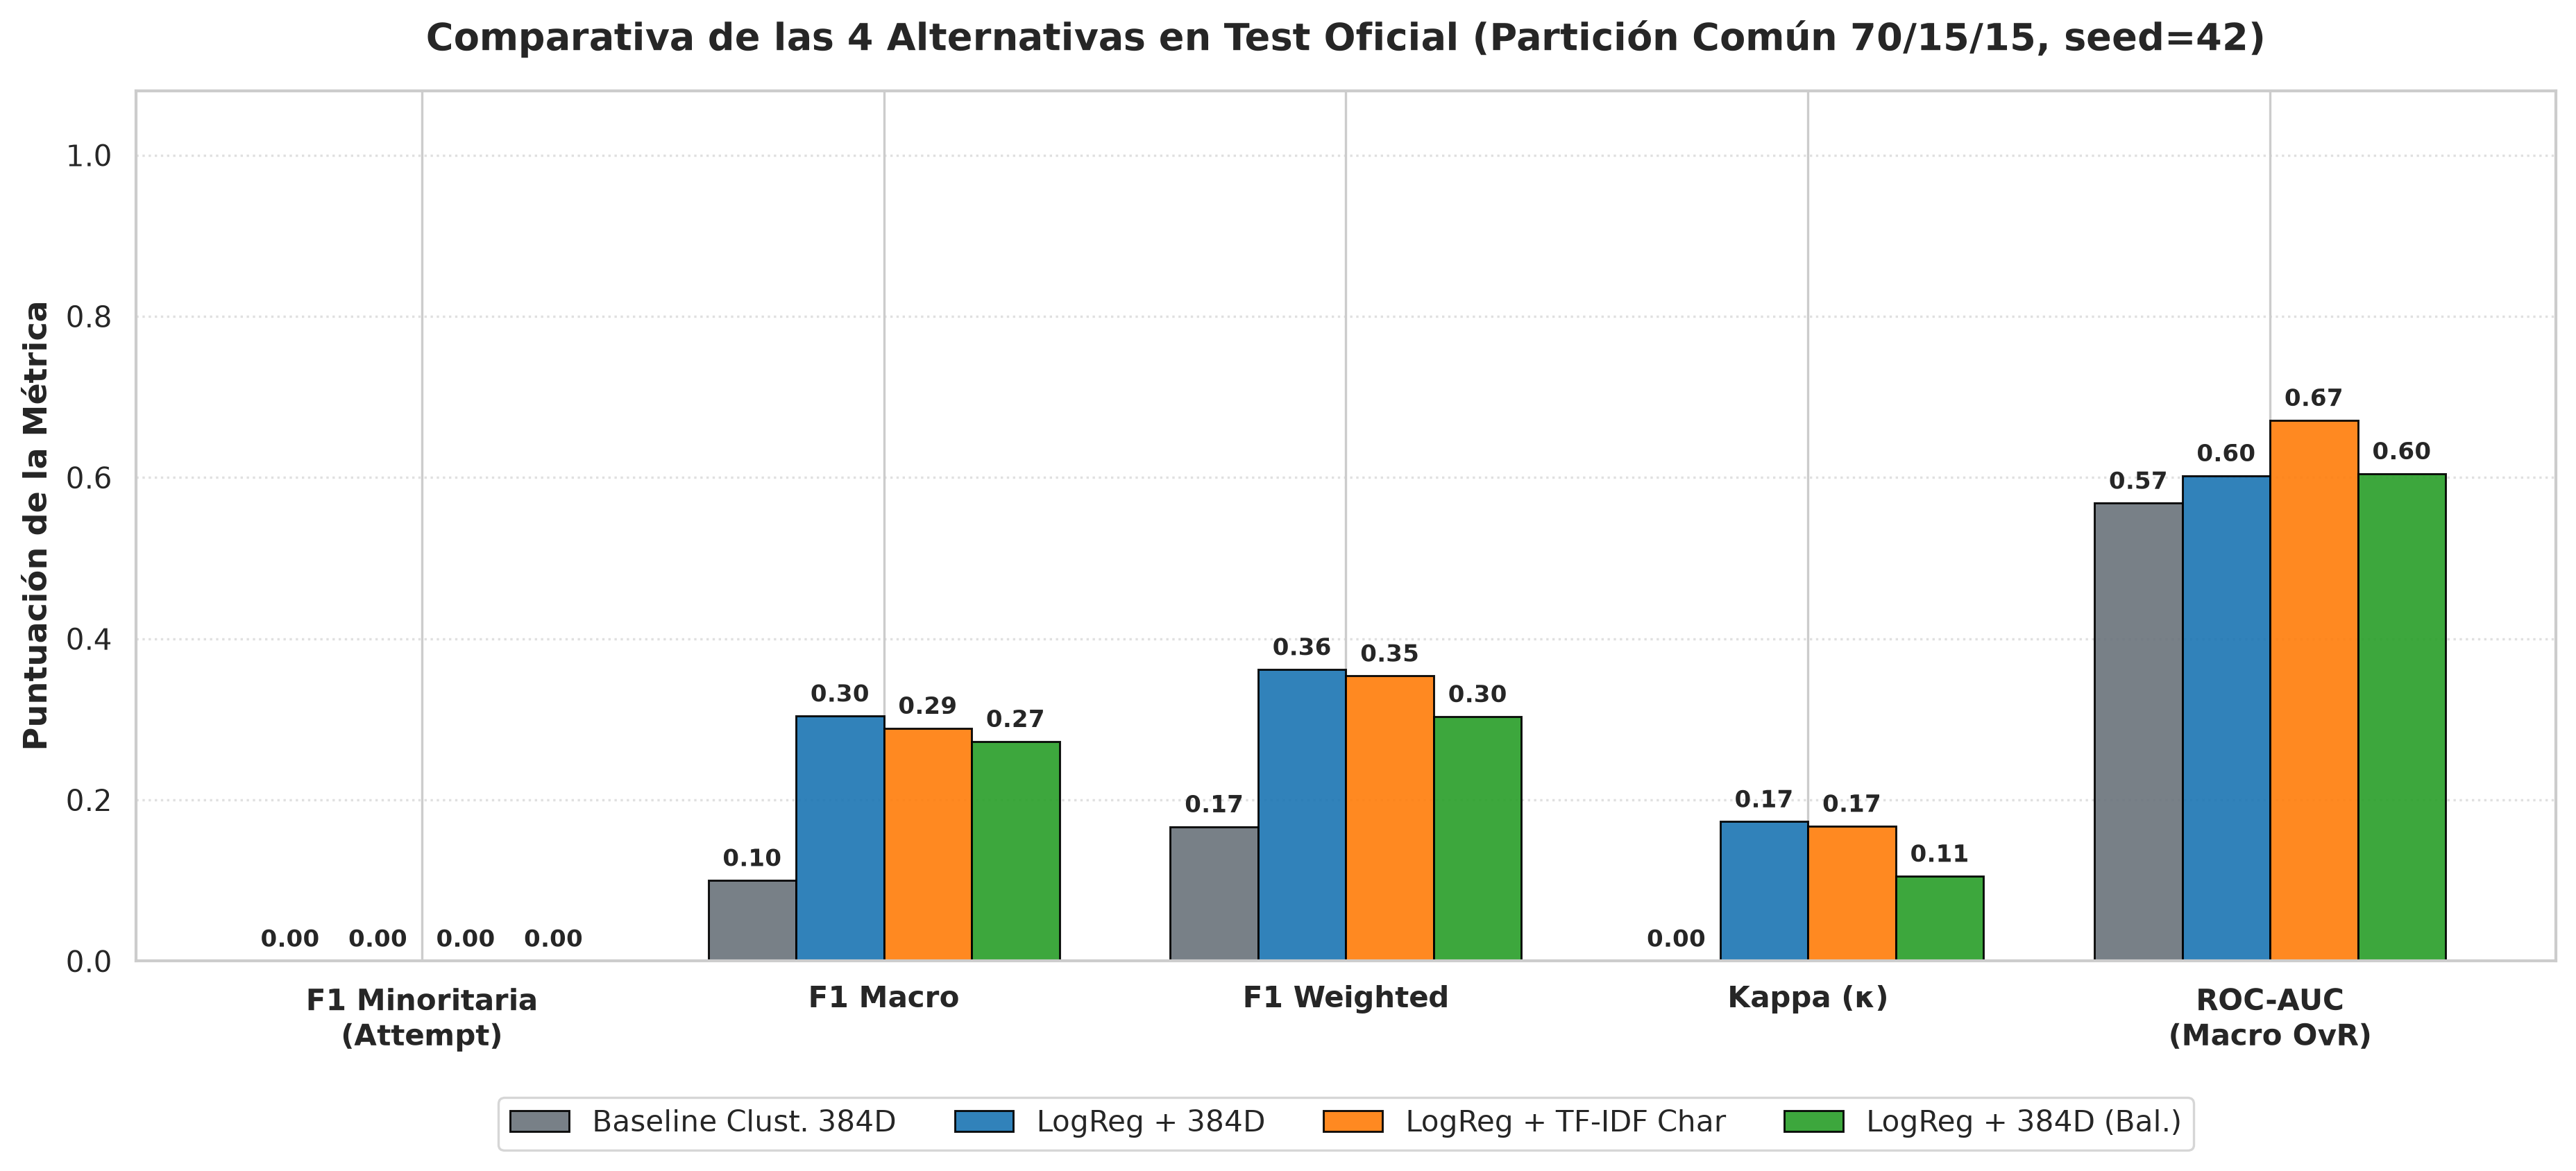 Comparativa de las 4 Alternativas en Test Oficial (Partición Común 70/15/15, seed=42)
Puntuación de la Métrica
1.0
0.8
0.6
0.4
0.2
0.0
0.00 0.00 0.00 0.00
0.10 0.30 0.29 0.27
0.17 0.36 0.35 0.30
0.00 0.17 0.17 0.11
0.57 0.60 0.67 0.60
F1 Minoritaria
(Attempt)
F1 Macro
F1 Weighted
Kappa (κ)
ROC-AUC
(Macro OvR)
Baseline Clust. 384D
LogReg + 384D
LogReg + TF-IDF Char
LogReg + 384D (Bal.)